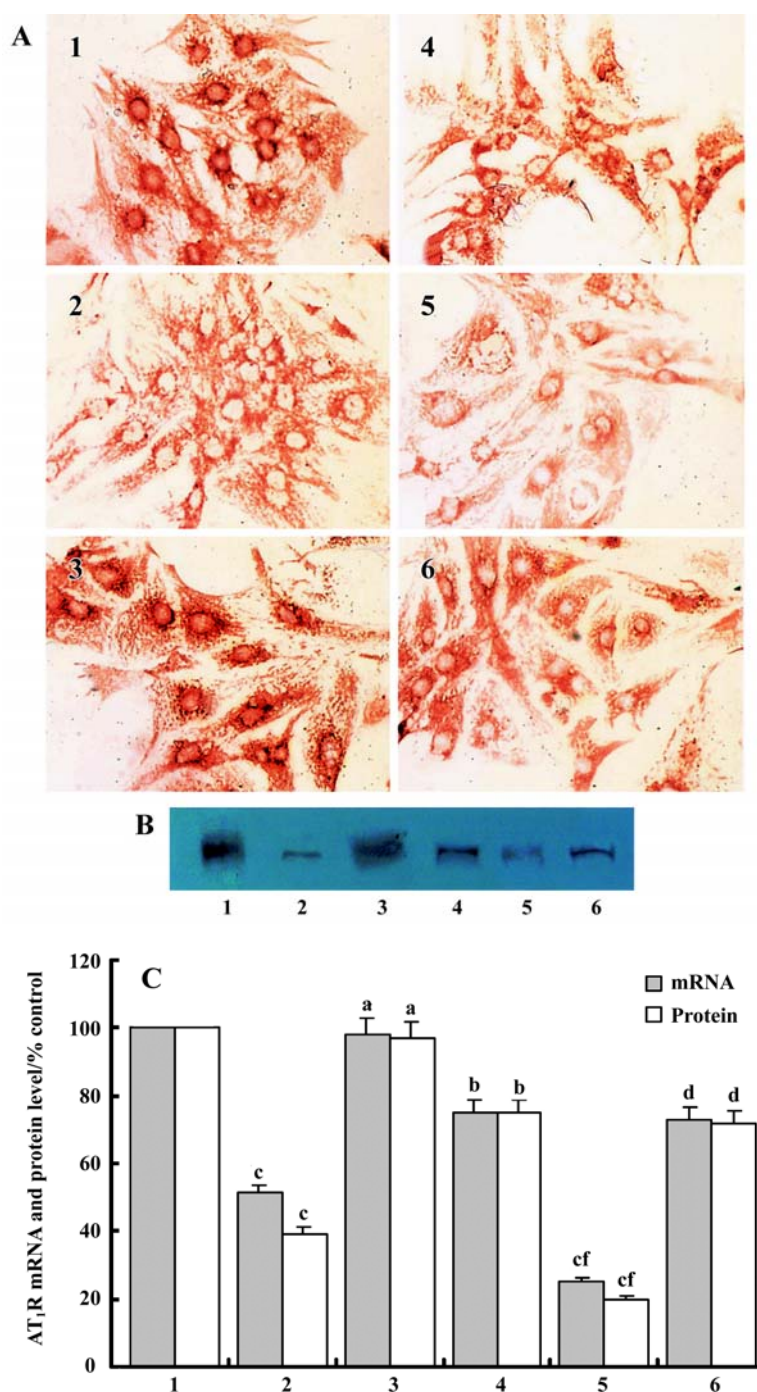 A
1
4
2
5
3
6
B
1 2 3 4 5 6
C
AT₁R mRNA and protein level/% control
120
100
80
60
40
20
0
mRNA
Protein
c
c
a
a
b
b
cf
cf
d
d
1 2 3 4 5 6